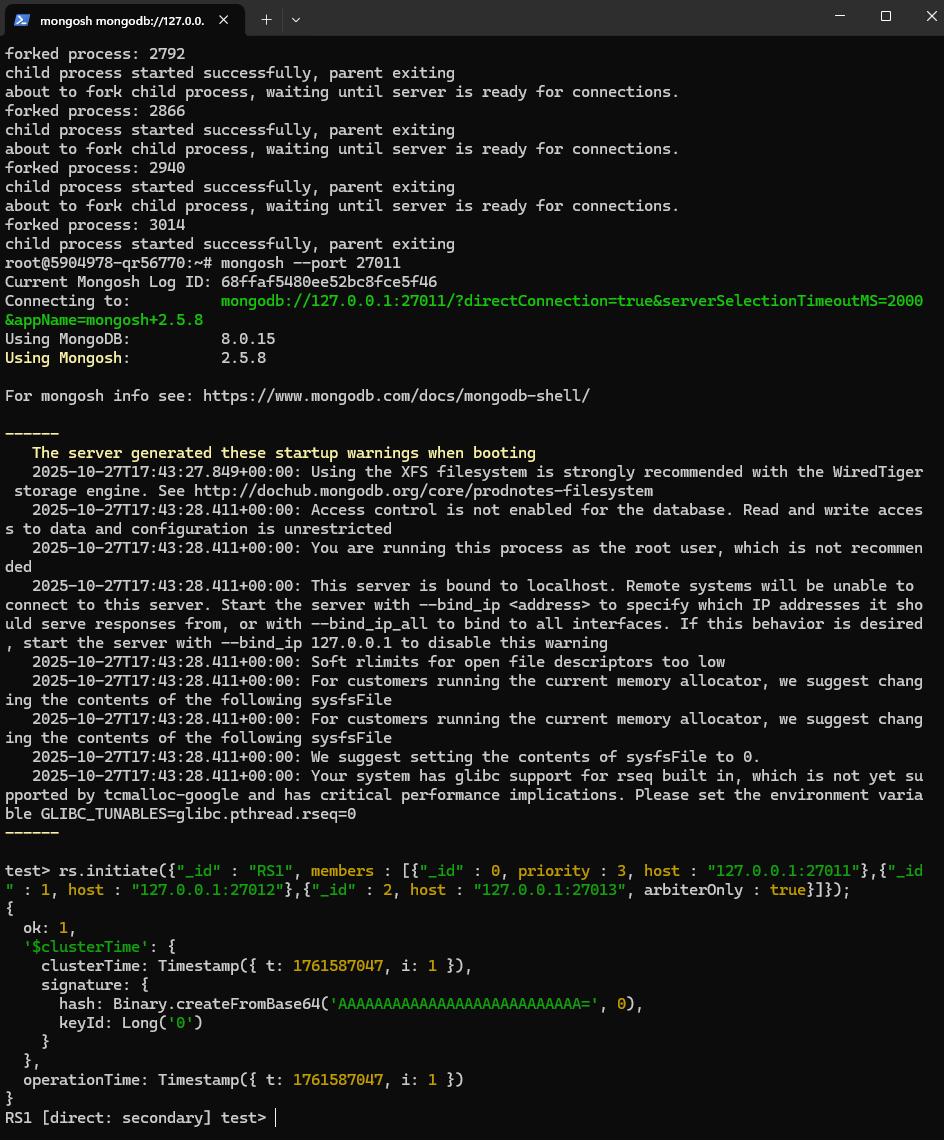 mongosh mongodb://127.0.0.
forked process: 2792
child process started successfully, parent exiting
about to fork child process, waiting until server is ready for connections.
forked process: 2866
child process started successfully, parent exiting
about to fork child process, waiting until server is ready for connections.
forked process: 2940
child process started successfully, parent exiting
about to fork child process, waiting until server is ready for connections.
forked process: 3014
child process started successfully, parent exiting
root@5904978-qr56770:~# mongosh --port 27011
Current Mongosh Log ID: 68ffaf5480ee52bc8fce5f46
Connecting to:          mongodb://127.0.0.1:27011/?directConnection=true&serverSelectionTimeoutMS=2000
&appName=mongosh+2.5.8
Using MongoDB:          8.0.15
Using Mongosh:          2.5.8
For mongosh info see: https://www.mongodb.com/docs/mongodb-shell/
------
   The server generated these startup warnings when booting
   2025-10-27T17:43:27.849+00:00: Using the XFS filesystem is strongly recommended with the WiredTiger
 storage engine. See http://dochub.mongodb.org/core/prodnotes-filesystem
   2025-10-27T17:43:28.411+00:00: Access control is not enabled for the database. Read and write acces
s to data and configuration is unrestricted
   2025-10-27T17:43:28.411+00:00: You are running this process as the root user, which is not recommen
ded
   2025-10-27T17:43:28.411+00:00: This server is bound to localhost. Remote systems will be unable to
connect to this server. Start the server with --bind_ip <address> to specify which IP addresses it sho
uld serve responses from, or with --bind_ip_all to bind to all interfaces. If this behavior is desired
, start the server with --bind_ip 127.0.0.1 to disable this warning
   2025-10-27T17:43:28.411+00:00: Soft rlimits for open file descriptors too low
   2025-10-27T17:43:28.411+00:00: For customers running the current memory allocator, we suggest chang
ing the contents of the following sysfsFile
   2025-10-27T17:43:28.411+00:00: For customers running the current memory allocator, we suggest chang
ing the contents of the following sysfsFile
   2025-10-27T17:43:28.411+00:00: We suggest setting the contents of sysfsFile to 0.
   2025-10-27T17:43:28.411+00:00: Your system has glibc support for rseq built in, which is not yet su
pported by tcmalloc-google and has critical performance implications. Please set the environment varia
ble GLIBC_TUNABLES=glibc.pthread.rseq=0
------
test> rs.initiate({"_id" : "RS1", members : [{"_id" : 0, priority : 3, host : "127.0.0.1:27011"},{"_id
" : 1, host : "127.0.0.1:27012"},{"_id" : 2, host : "127.0.0.1:27013", arbiterOnly : true}]});
{
  ok: 1,
  '$clusterTime': {
    clusterTime: Timestamp({ t: 1761587047, i: 1 }),
    signature: {
      hash: Binary.createFromBase64('AAAAAAAAAAAAAAAAAAAAAAAAAAA=', 0),
      keyId: Long('0')
    }
  },
  operationTime: Timestamp({ t: 1761587047, i: 1 })
}
RS1 [direct: secondary] test>